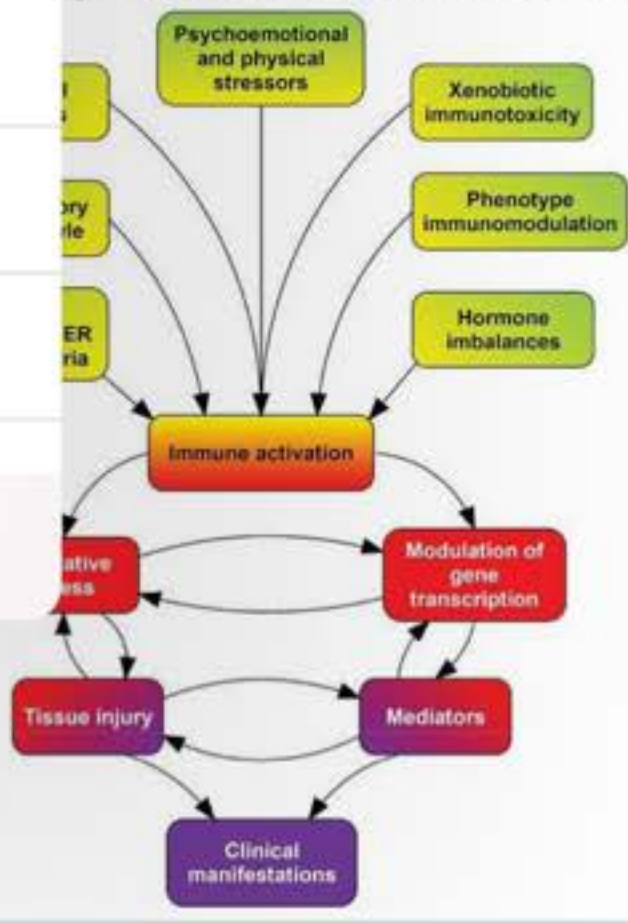 Psychoemotional
and physical
stressors
Xenobiotic
immunotoxicity
Phenotype
immunomodulation
ER
Hormone
imbalances
Immune activation
Modulation of
gene
transcription
Tissue injury
Mediators
Clinical
manifestations